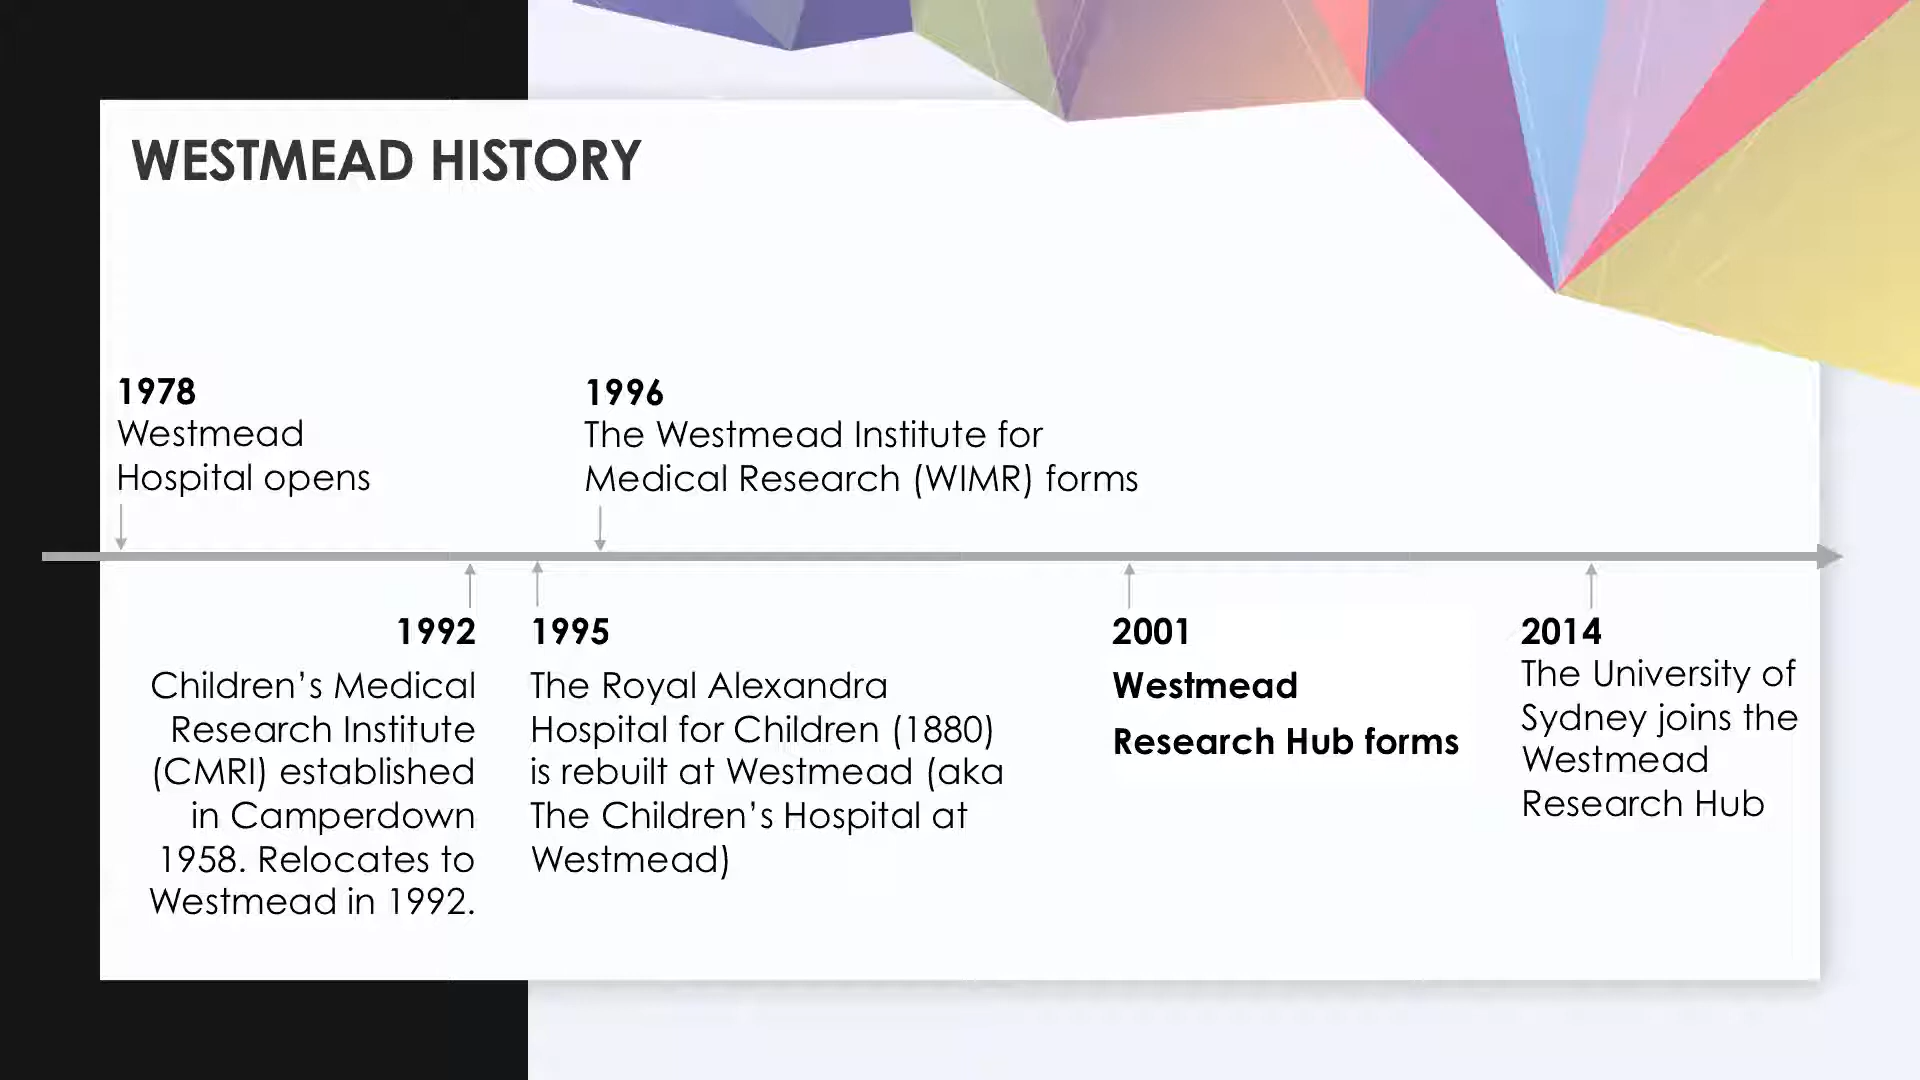 WESTMEAD HISTORY
1978
Westmead
Hospital opens
1996
The Westmead Institute for
Medical Research (WIMR) forms
1992
Children’s Medical
Research Institute
(CMRI) established
in Camperdown
1958. Relocates to
Westmead in 1992.
1995
The Royal Alexandra
Hospital for Children (1880)
is rebuilt at Westmead (aka
The Children’s Hospital at
Westmead)
2001
Westmead
Research Hub forms
2014
The University of
Sydney joins the
Westmead
Research Hub